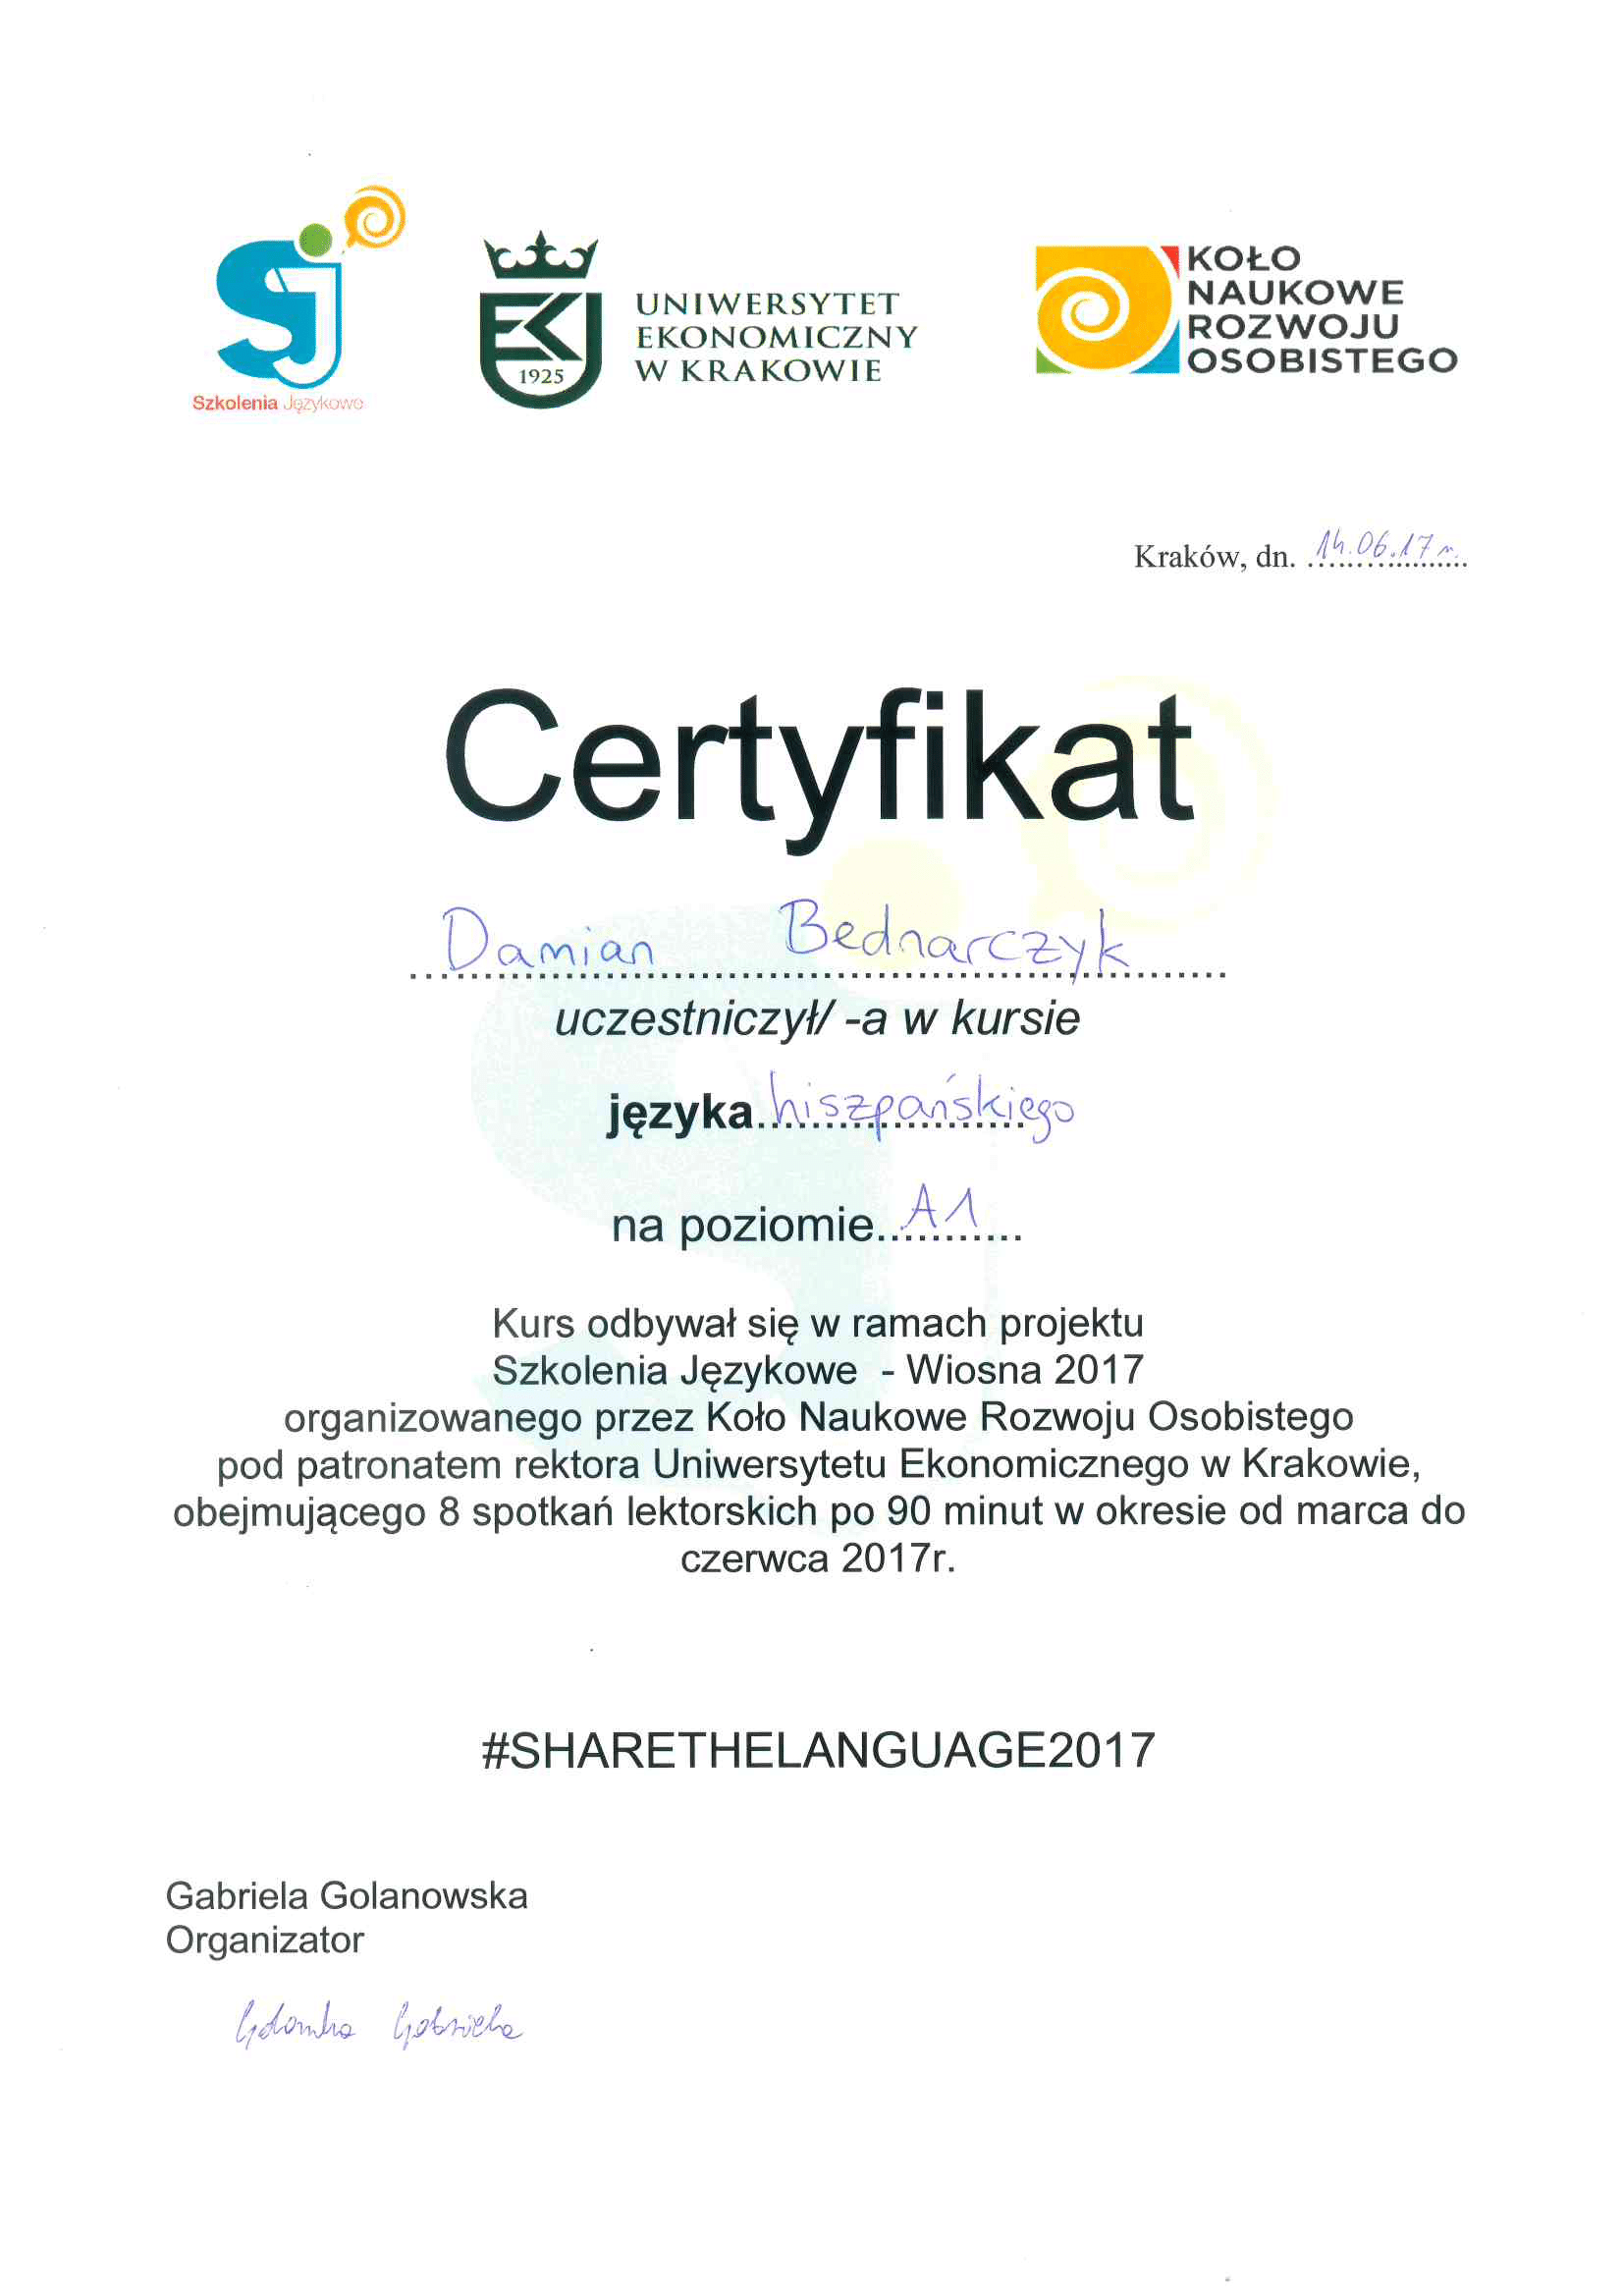 SJ
Szkolenia Językowe
EK
1925
UNIWERSYTET
EKONOMICZNY
W KRAKOWIE
KOŁO
NAUKOWE
ROZWOJU
OSOBISTEGO
Kraków, dn. 14.06.17 r.
Certyfikat
Damian Bednarczyk
uczestniczył/ -a w kursie
języka hiszpańskiego
na poziomie A1
Kurs odbywał się w ramach projektu
Szkolenia Językowe - Wiosna 2017
organizowanego przez Koło Naukowe Rozwoju Osobistego
pod patronatem rektora Uniwersytetu Ekonomicznego w Krakowie,
obejmującego 8 spotkań lektorskich po 90 minut w okresie od marca do
czerwca 2017r.
#SHARETHELANGUAGE2017
Gabriela Golanowska
Organizator
Gabriela